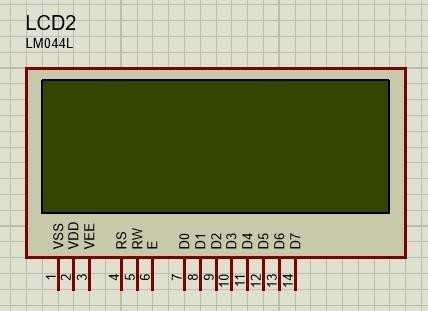 LCD2
LM044L
VSS VDD VEE RS RW E D0 D1 D2 D3 D4 D5 D6 D7
1 2 3 4 5 6 7 8 9 10 11 12 13 14